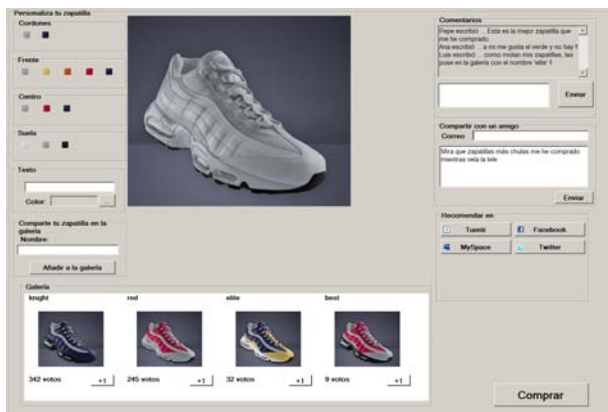 Personaliza tu zapatilla
Cordones
Frente
Centro
Suela
Texto
Color:
...
Comparte tu zapatilla en la
galería
Nombre:
Añadir a la galería
Galería
knight
red
elite
best
342 votos
+1
245 votos
+1
32 votos
+1
9 votos
+1
Comentarios
Pepe escribió ... Esta es la mejor zapatilla que
me he comprado
Ana escribió ... a mi me gusta el verde y no hay !!
Luis escribió ... como molan mis zapatillas, las
puse en la galería con el nombre 'elite' !!
Enviar
Compartir con un amigo
Correo
Mira que zapatillas más chulas me he comprado
mientras veía la tele
Enviar
Recomendar en
Tuenti
Facebook
MySpace
Twitter
Comprar